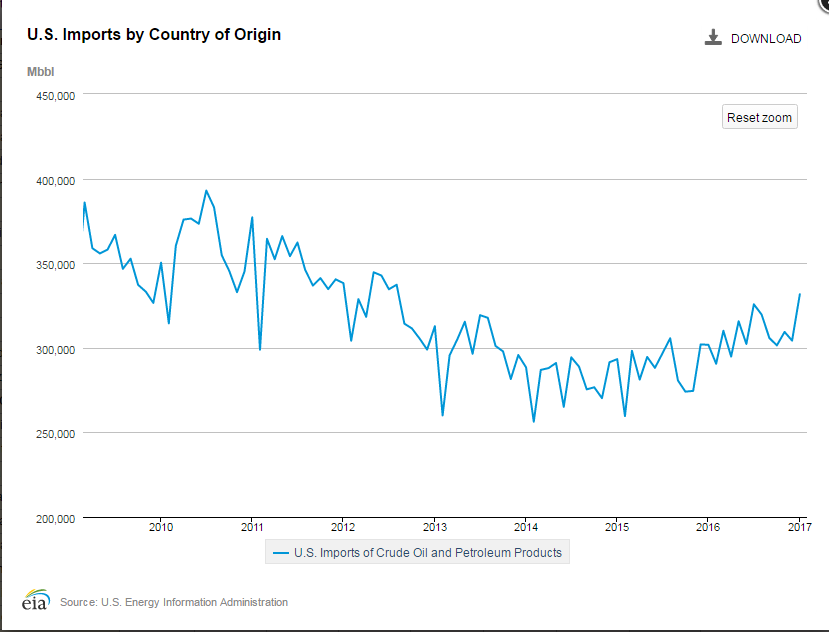 U.S. Imports by Country of Origin
DOWNLOAD
Mbbl
450,000
Reset zoom
400,000
350,000
300,000
250,000
200,000
2010 2011 2012 2013 2014 2015 2016 2017
U.S. Imports of Crude Oil and Petroleum Products
eia Source: U.S. Energy Information Administration